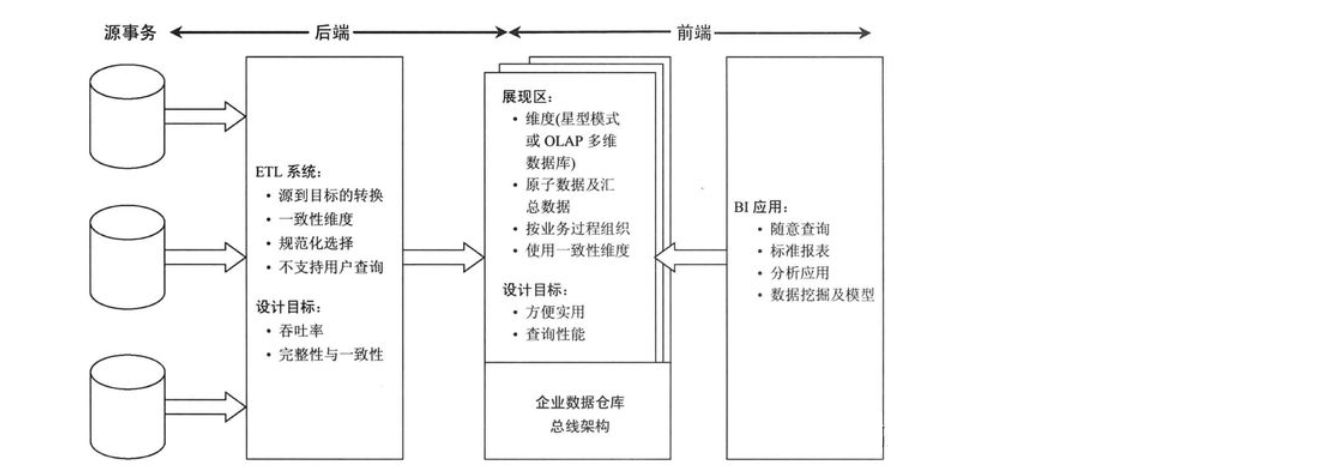 源事务
后端
前端
ETL 系统：
• 源到目标的转换
• 一致性维度
• 规范化选择
• 不支持用户查询
设计目标：
• 吞吐率
• 完整性与一致性
展现区：
• 维度(星型模式
或 OLAP 多维
数据库)
• 原子数据及汇
总数据
• 按业务过程组织
• 使用一致性维度
设计目标：
• 方便实用
• 查询性能
企业数据仓库
总线架构
BI 应用：
• 随意查询
• 标准报表
• 分析应用
• 数据挖掘及模型